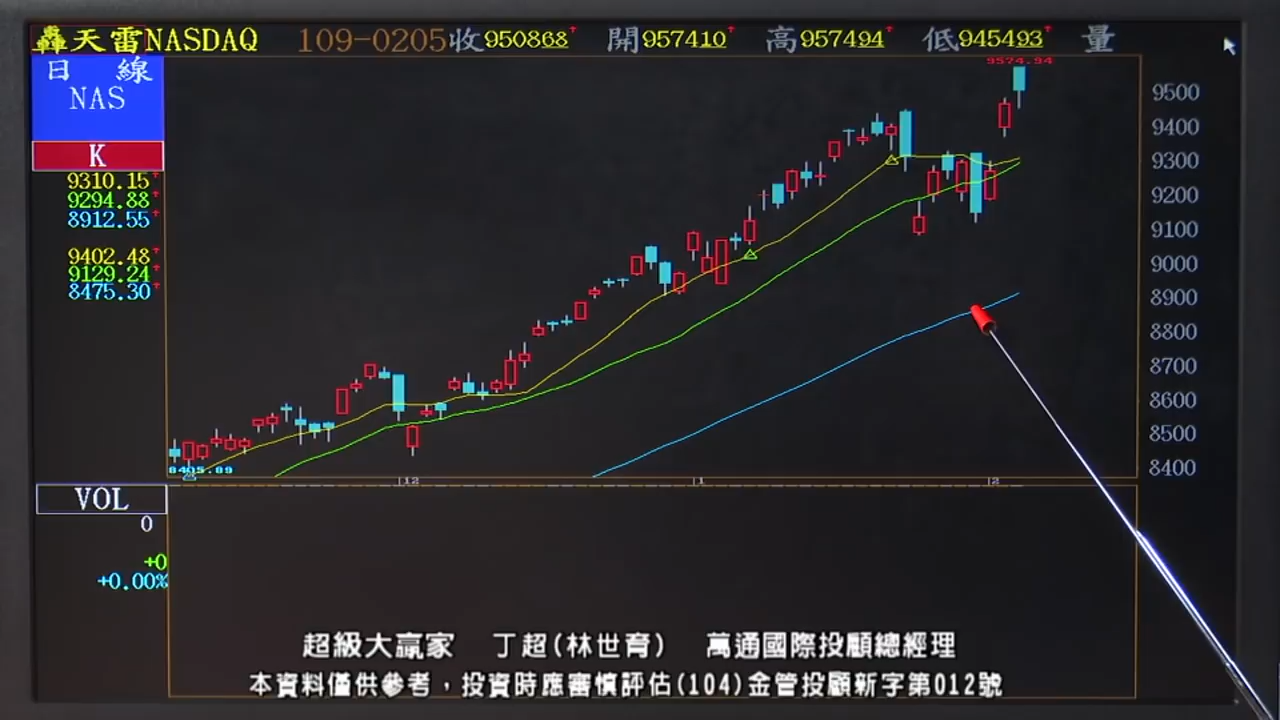 轟天雷NASDAQ 109-0205收950868 開957410 高957494 低945493 量
日 線
NAS
K
9310.15
9294.88
8912.55
9402.48
9129.24
8475.30
9574.94
9500
9400
9300
9200
9100
9000
8900
8800
8700
8600
8500
8400
12 1 2
VOL
0
+0
+0.00%
超級大贏家 丁超(林世育) 萬通國際投顧總經理
本資料僅供參考，投資時應審慎評估(104)金管投顧新字第012號